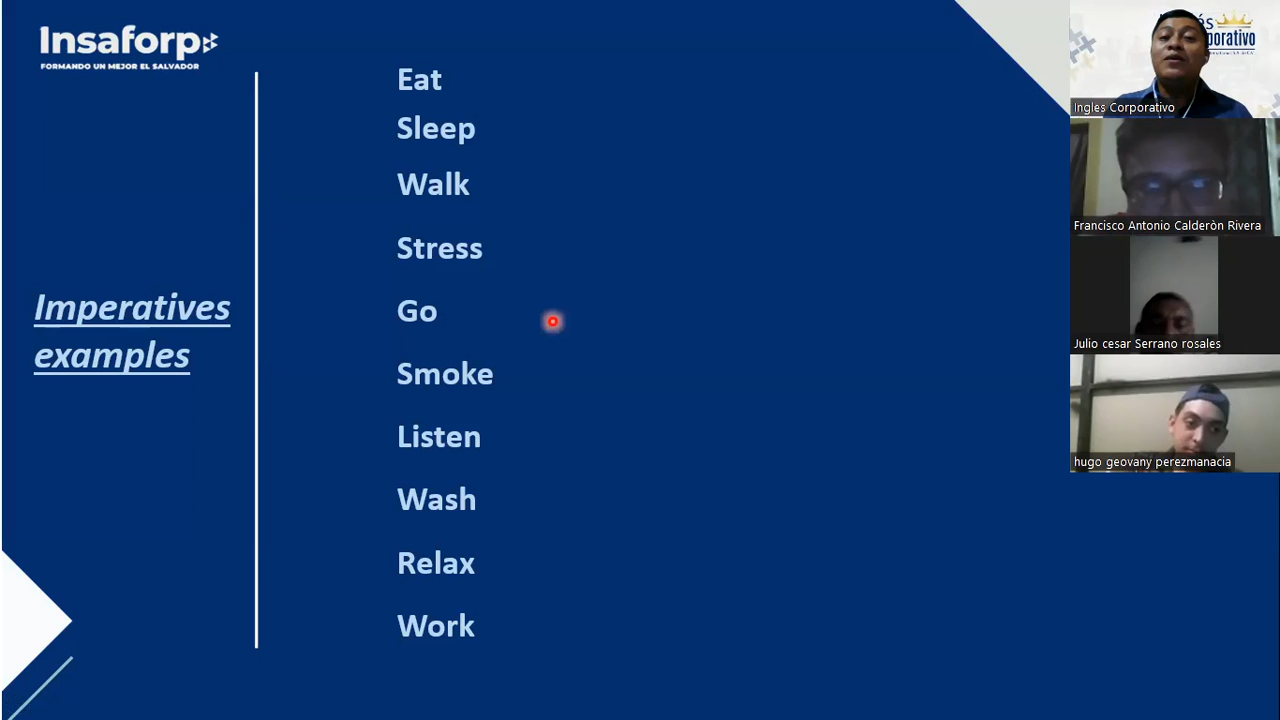 Insaforp
FORMANDO UN MEJOR EL SALVADOR
Imperatives
examples
Eat
Sleep
Walk
Stress
Go
Smoke
Listen
Wash
Relax
Work
Ingles Corporativo
Francisco Antonio Calderòn Rivera
Julio cesar Serrano rosales
hugo geovany perezmanacia